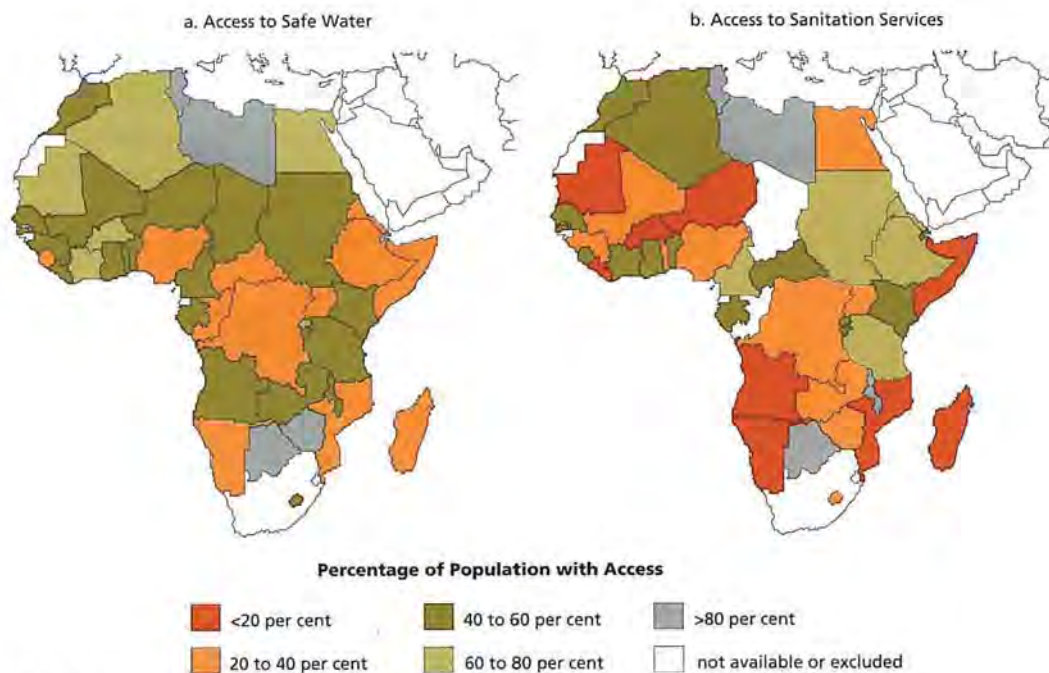 a. Access to Safe Water
b. Access to Sanitation Services
Percentage of Population with Access
<20 per cent
40 to 60 per cent
>80 per cent
20 to 40 per cent
60 to 80 per cent
not available or excluded